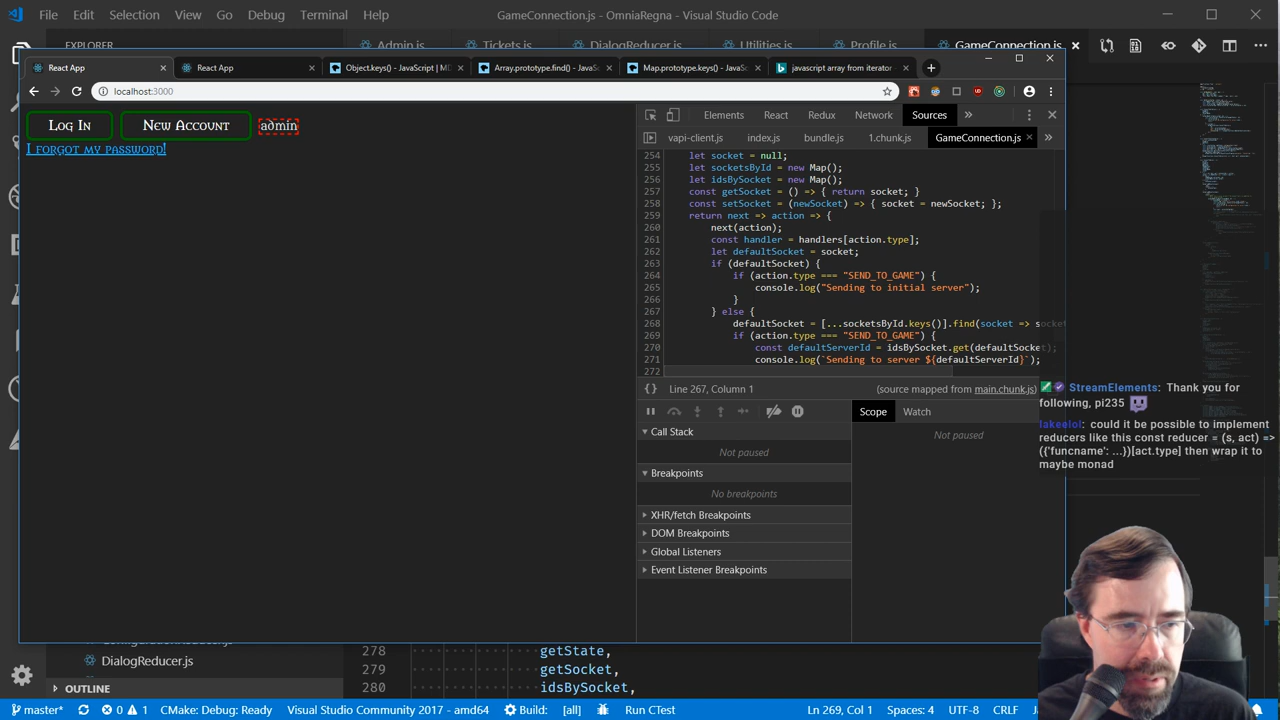 File Edit Selection View Go Debug Terminal Help
GameConnection.js - OmniaRegna - Visual Studio Code
EXPLORER
Admin.js Tickets.js DialogReducer.js Utilities.js Profile.js GameConnection.js
React App
React App
Object.keys() - JavaScript | MD
Array.prototype.find() - JavaSc
Map.prototype.keys() - JavaSc
javascript array from iterator
localhost:3000
Log In
New Account
admin
I forgot my password!
Elements React Redux Network Sources
vapi-client.js index.js bundle.js 1.chunk.js GameConnection.js
254 let socket = null;
255 let socketsById = new Map();
256 let idsBySocket = new Map();
257 const getSocket = () => { return socket; }
258 const setSocket = (newSocket) => { socket = newSocket; };
259 return next => action => {
260 next(action);
261 const handler = handlers[action.type];
262 let defaultSocket = socket;
263 if (defaultSocket) {
264 if (action.type === "SEND_TO_GAME") {
265 console.log("Sending to initial server");
266 }
267 } else {
268 defaultSocket = [...socketsById.keys()].find(socket => sock
269 if (action.type === "SEND_TO_GAME") {
270 const defaultServerId = idsBySocket.get(defaultSocket);
271 console.log(`Sending to server ${defaultServerId}`);
272
{} Line 267, Column 1
(source mapped from main.chunk.js)
Scope Watch
Call Stack
Not paused
Not paused
Breakpoints
No breakpoints
XHR/fetch Breakpoints
DOM Breakpoints
Global Listeners
Event Listener Breakpoints
StreamElements: Thank you for
following, pi235
lakeelol: could it be possible to implement
reducers like this const reducer = (s, act) =>
({'funcname': ...})[act.type] then wrap it to
maybe monad
DialogReducer.js
OUTLINE
278 getState,
279 getSocket,
280 idsBySocket,
master* 0 1 CMake: Debug: Ready Visual Studio Community 2017 - amd64 Build: [all] Run CTest
Ln 269, Col 1 Spaces: 4 UTF-8 CRLF